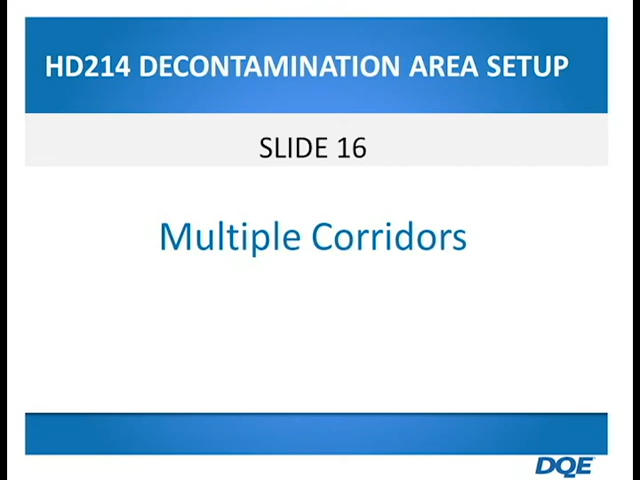 HD214 DECONTAMINATION AREA SETUP
SLIDE 16
Multiple Corridors
DQE